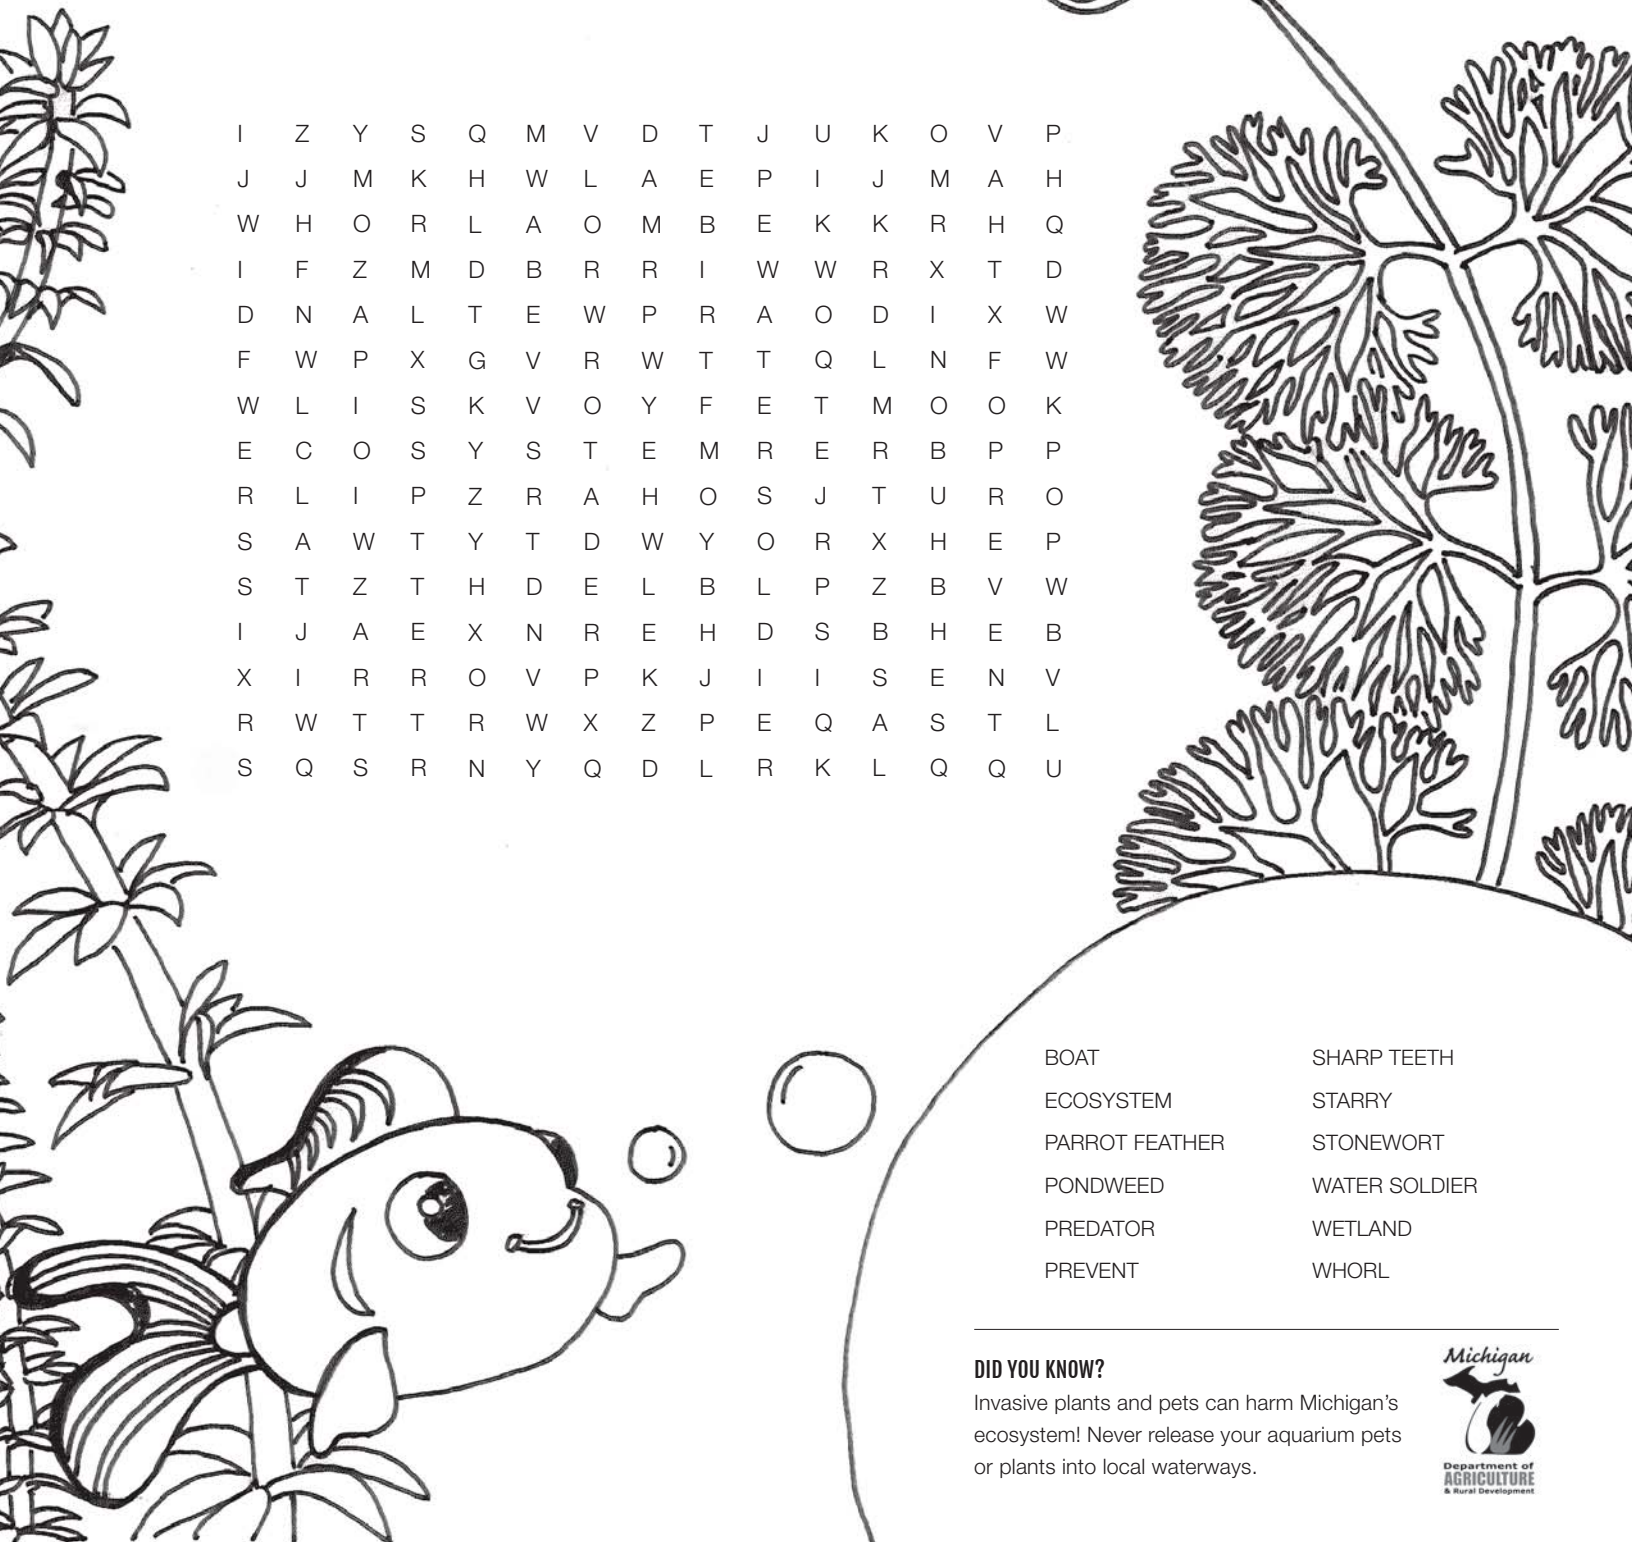 I Z Y S Q M V D T J U K O V P
J J M K H W L A E P I J M A H
W H O R L A O M B E K K R H Q
I F Z M D B R R I W W R X T D
D N A L T E W P R A O D I X W
F W P X G V R W T T Q L N F W
W L I S K V O Y F E T M O O K
E C O S Y S T E M R E R B P P
R L I P Z R A H O S J T U R O
S A W T Y T D W Y O R X H E P
S T Z T H D E L B L P Z B V W
I J A E X N R E H D S B H E B
X I R R O V P K J I I S E N V
R W T T R W X Z P E Q A S T L
S Q S R N Y Q D L R K L Q Q U
BOAT
ECOSYSTEM
PARROT FEATHER
PONDWEED
PREDATOR
PREVENT
SHARP TEETH
STARRY
STONEWORT
WATER SOLDIER
WETLAND
WHORL
DID YOU KNOW?
Invasive plants and pets can harm Michigan's
ecosystem! Never release your aquarium pets
or plants into local waterways.
Michigan
Department of
AGRICULTURE
& Rural Development